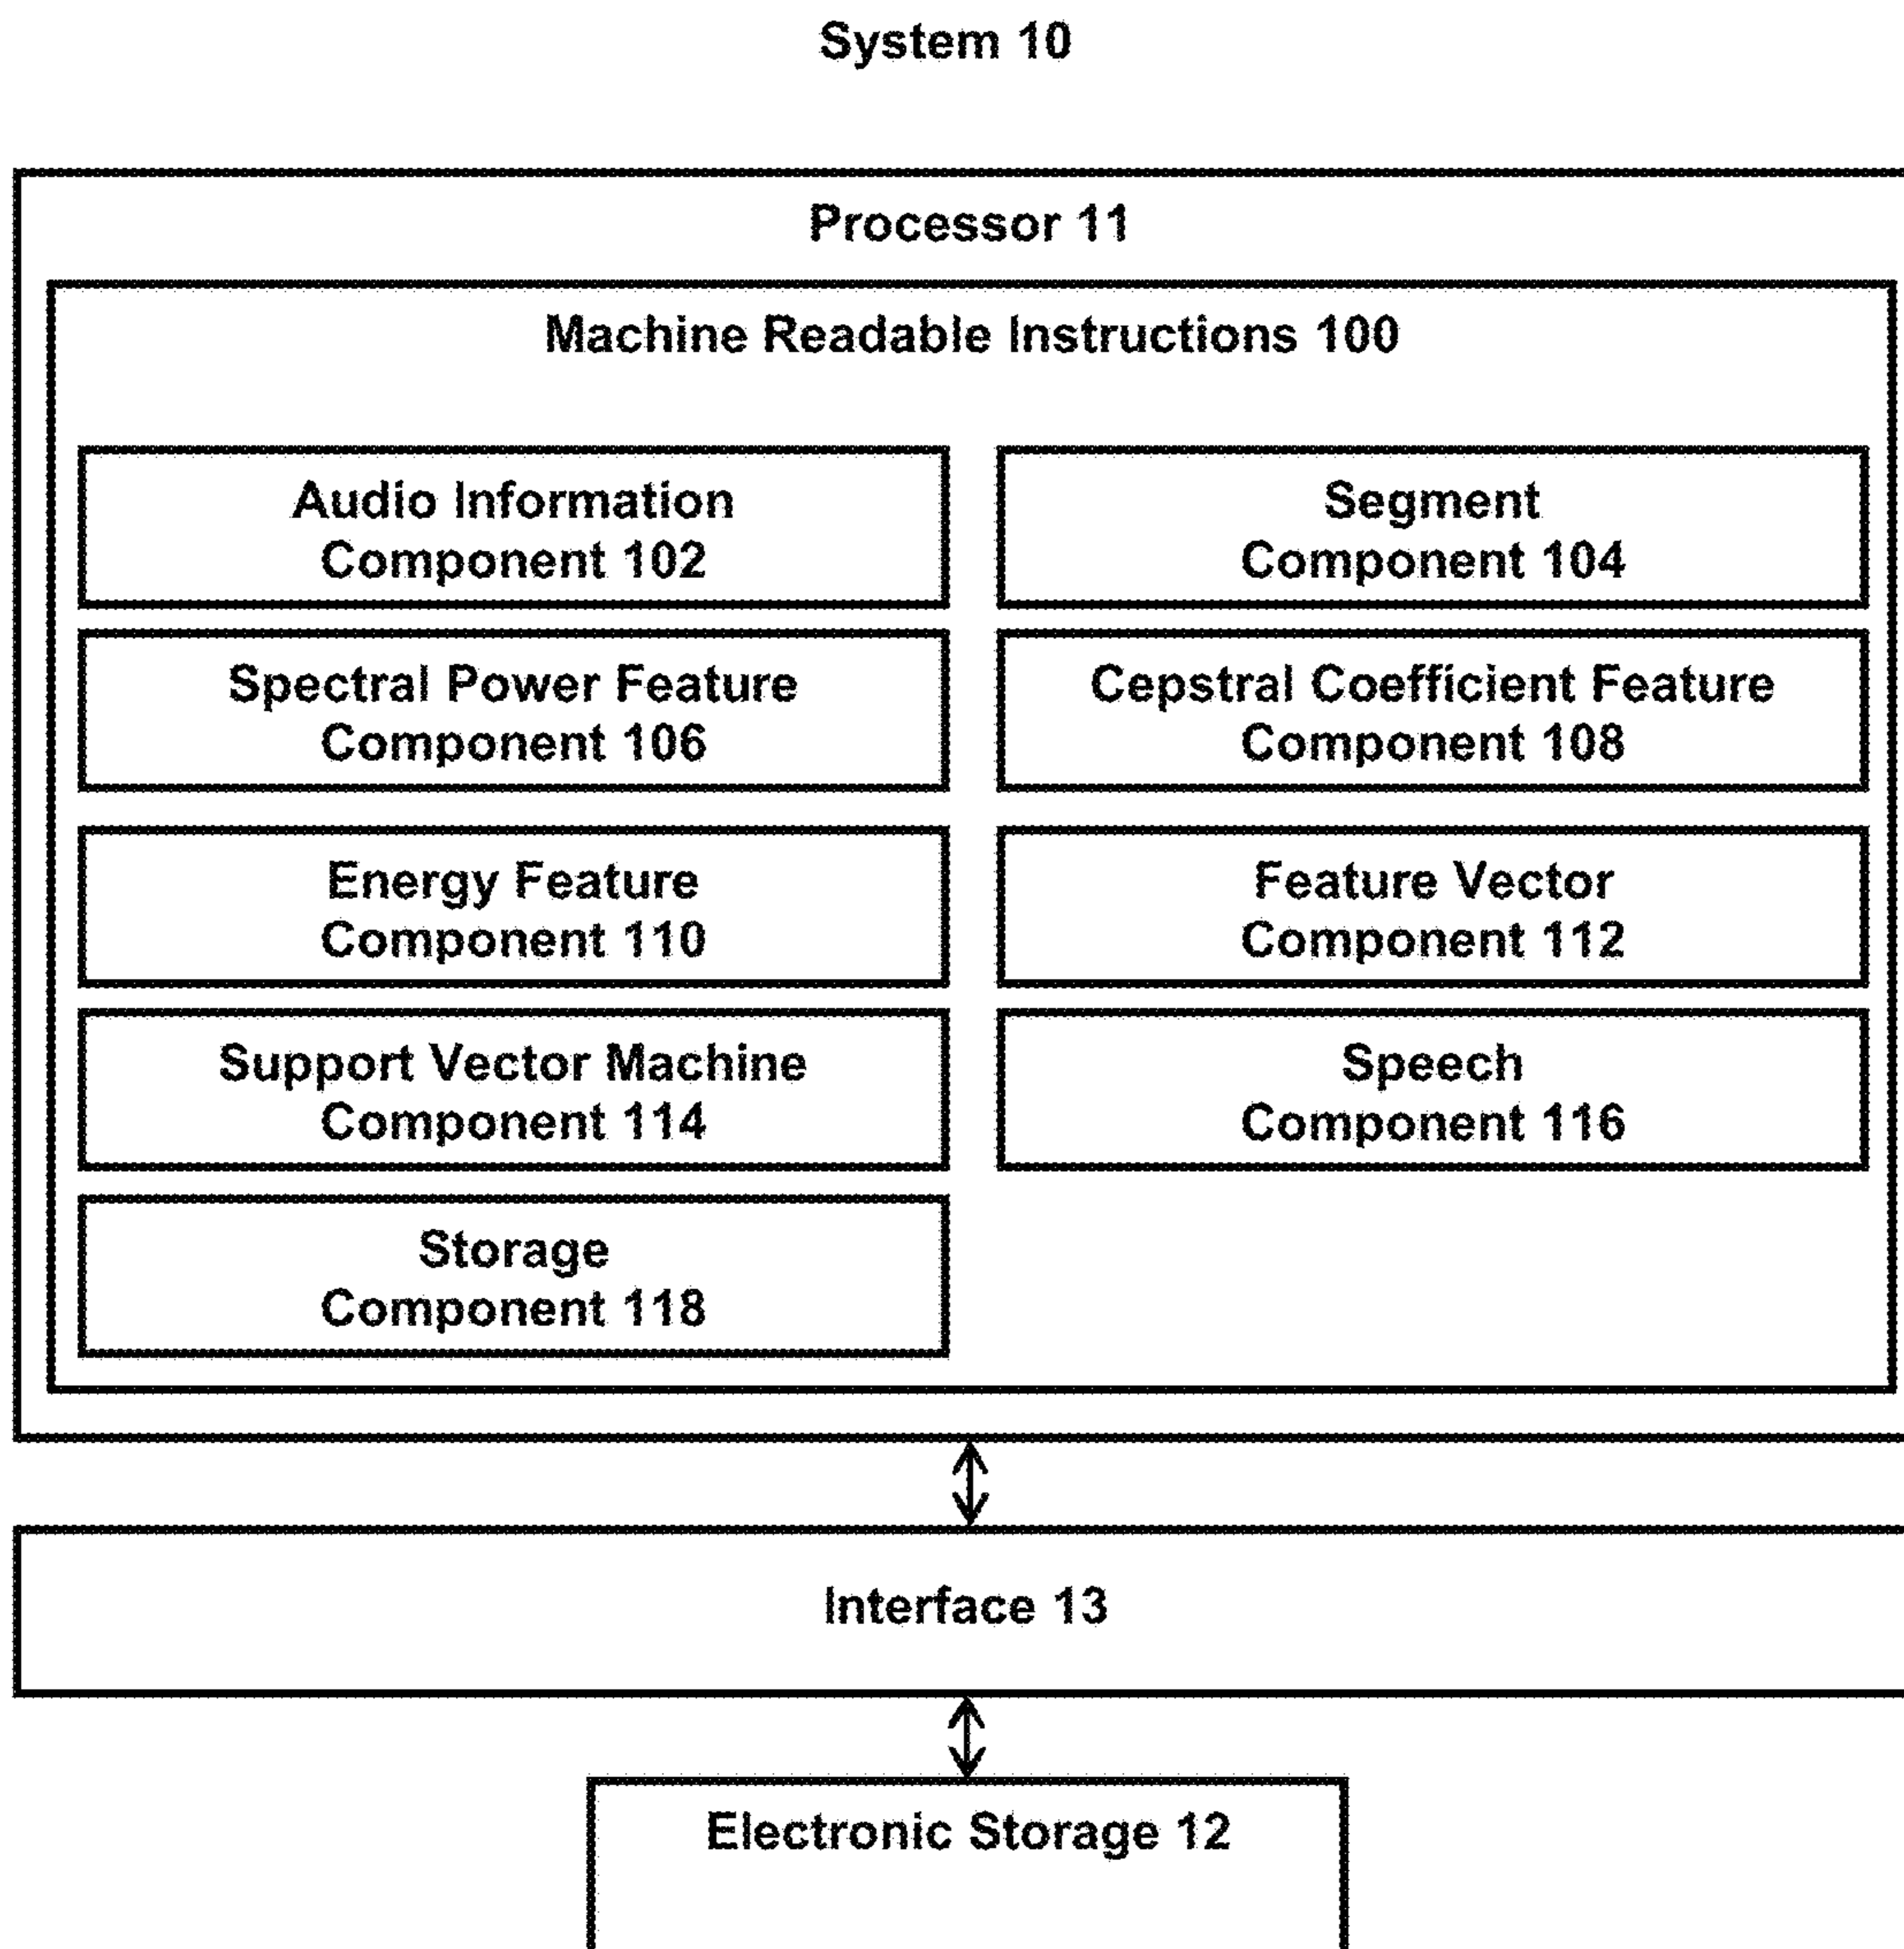 System 10
Processor 11
Machine Readable Instructions 100
Audio Information
Component 102
Segment
Component 104
Spectral Power Feature
Component 106
Cepstral Coefficient Feature
Component 108
Energy Feature
Component 110
Feature Vector
Component 112
Support Vector Machine
Component 114
Speech
Component 116
Storage
Component 118
Interface 13
Electronic Storage 12